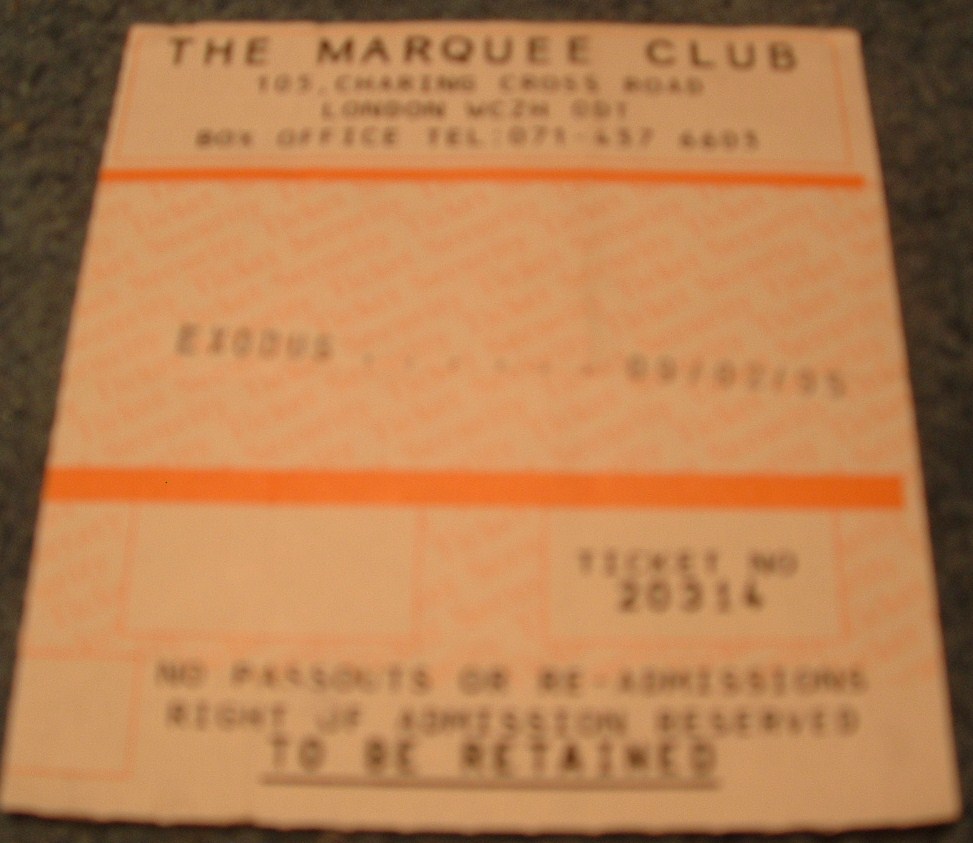 THE MARQUEE CLUB
105, CHARING CROSS ROAD
LONDON WC2H 0DT
BOX OFFICE TEL:071-437 6603
EXODUS . . . . . .
TICKET NO
20314
NO PASSOUTS OR RE-ADMISSIONS
RIGHT OF ADMISSION RESERVED
TO BE RETAINED